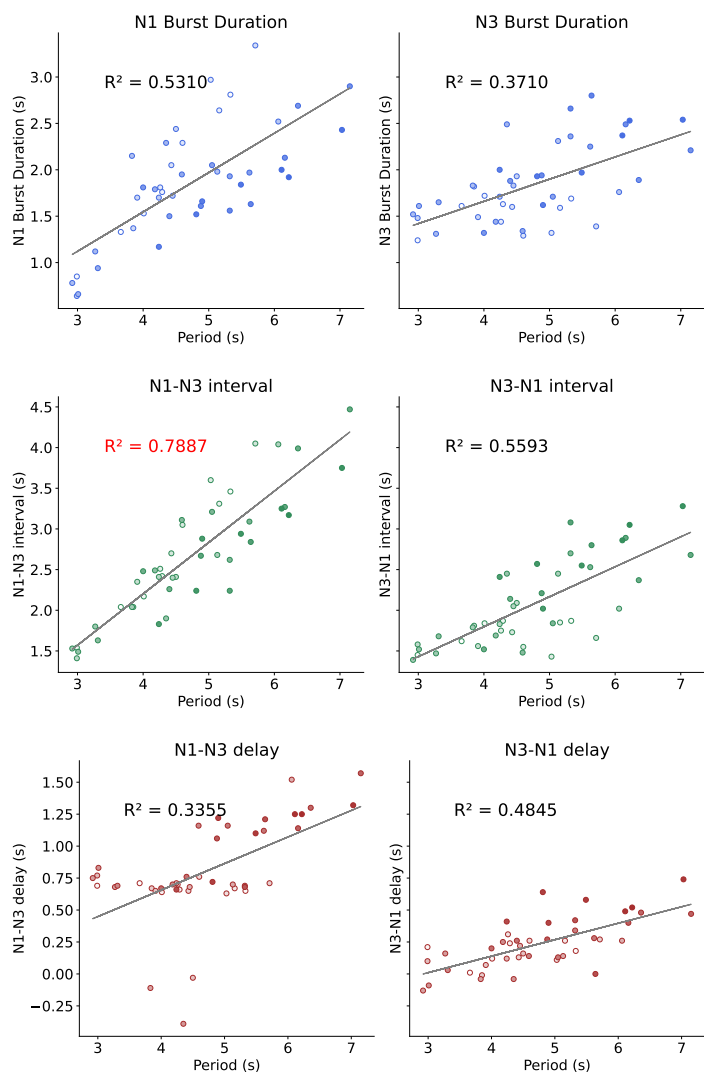 N1 Burst Duration
N3 Burst Duration
R² = 0.5310
R² = 0.3710
N1 Burst Duration (s)
N3 Burst Duration (s)
3.0
2.5
2.0
1.5
1.0
3 4 5 6 7
3 4 5 6 7
Period (s)
Period (s)
N1-N3 interval
N3-N1 interval
R² = 0.7887
R² = 0.5593
N1-N3 interval (s)
N3-N1 interval (s)
4.5
4.0
3.5
3.0
2.5
2.0
1.5
3 4 5 6 7
3 4 5 6 7
Period (s)
Period (s)
N1-N3 delay
N3-N1 delay
R² = 0.3355
R² = 0.4845
N1-N3 delay (s)
N3-N1 delay (s)
1.50
1.25
1.00
0.75
0.50
0.25
0.00
−0.25
3 4 5 6 7
3 4 5 6 7
Period (s)
Period (s)